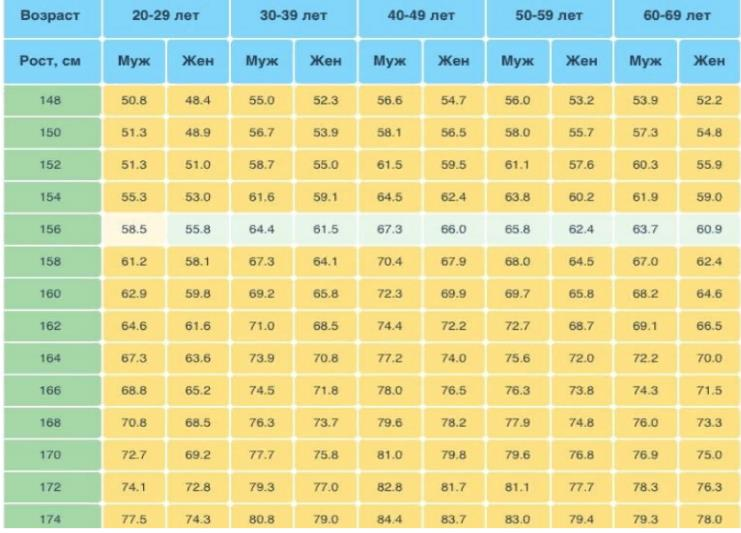 Возраст 20-29 лет 30-39 лет 40-49 лет 50-59 лет 60-69 лет
Рост, см Муж Жен Муж Жен Муж Жен Муж Жен Муж Жен
148 50.8 48.4 55.0 52.3 56.6 54.7 56.0 53.2 53.9 52.2
150 51.3 48.9 56.7 53.9 58.1 56.5 58.0 55.7 57.3 54.8
152 51.3 51.0 58.7 55.0 61.5 59.5 61.1 57.6 60.3 55.9
154 55.3 53.0 61.6 59.1 64.5 62.4 63.8 60.2 61.9 59.0
156 58.5 55.8 64.4 61.5 67.3 66.0 65.8 62.4 63.7 60.9
158 61.2 58.1 67.3 64.1 70.4 67.9 68.0 64.5 67.0 62.4
160 62.9 59.8 69.2 65.8 72.3 69.9 69.7 65.8 68.2 64.6
162 64.6 61.6 71.0 68.5 74.4 72.2 72.7 68.7 69.1 66.5
164 67.3 63.6 73.9 70.8 77.2 74.0 75.6 72.0 72.2 70.0
166 68.8 65.2 74.5 71.8 78.0 76.5 76.3 73.8 74.3 71.5
168 70.8 68.5 76.3 73.7 79.6 78.2 77.9 74.8 76.0 73.3
170 72.7 69.2 77.7 75.8 81.0 79.8 79.6 76.8 76.9 75.0
172 74.1 72.8 79.3 77.0 82.8 81.7 81.1 77.7 78.3 76.3
174 77.5 74.3 80.8 79.0 84.4 83.7 83.0 79.4 79.3 78.0